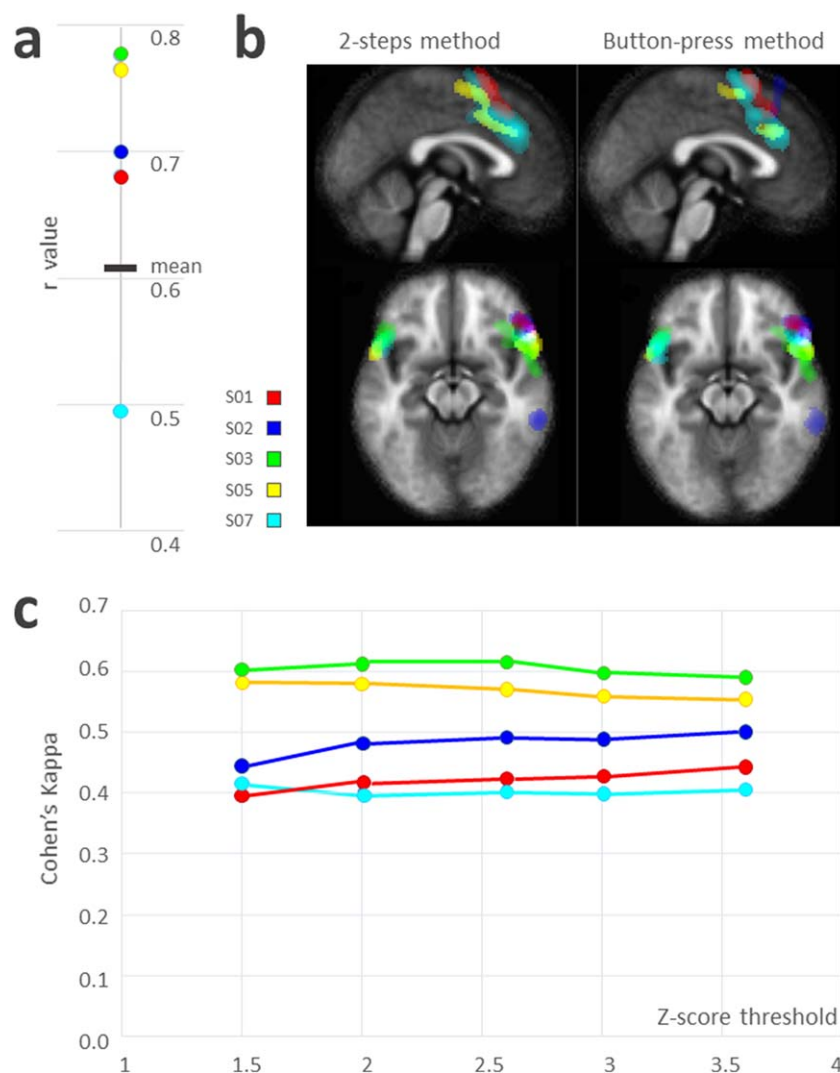 a
b
2-steps method
Button-press method
0.8
0.7
r value
mean
0.6
0.5
0.4
S01
S02
S03
S05
S07
c
0.7
0.6
0.5
0.4
Cohen's Kappa
0.3
0.2
0.1
0.0
Z-score threshold
1
1.5
2
2.5
3
3.5
4